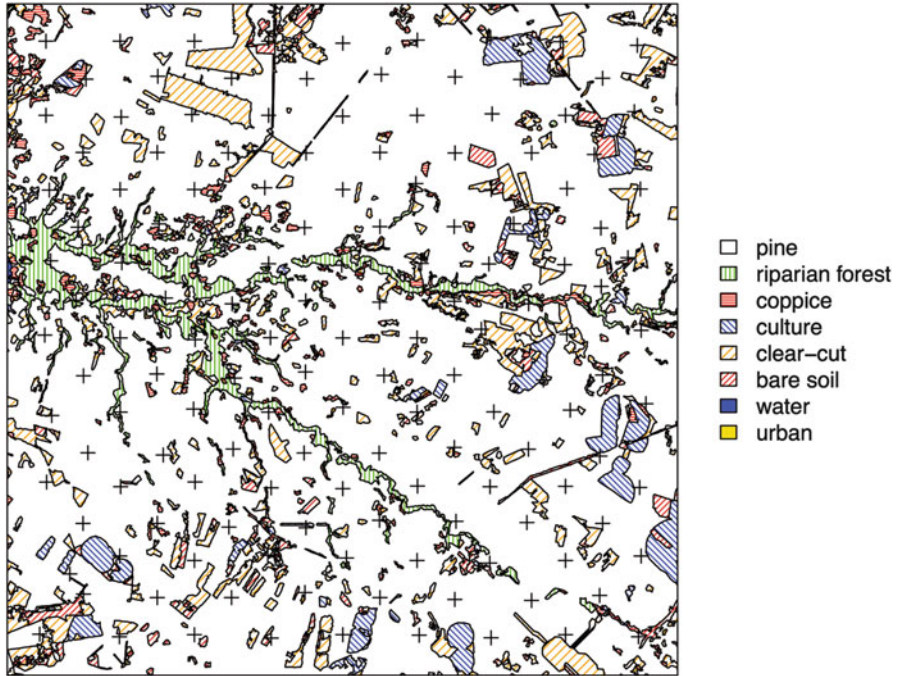 pine
riparian forest
coppice
culture
clear-cut
bare soil
water
urban